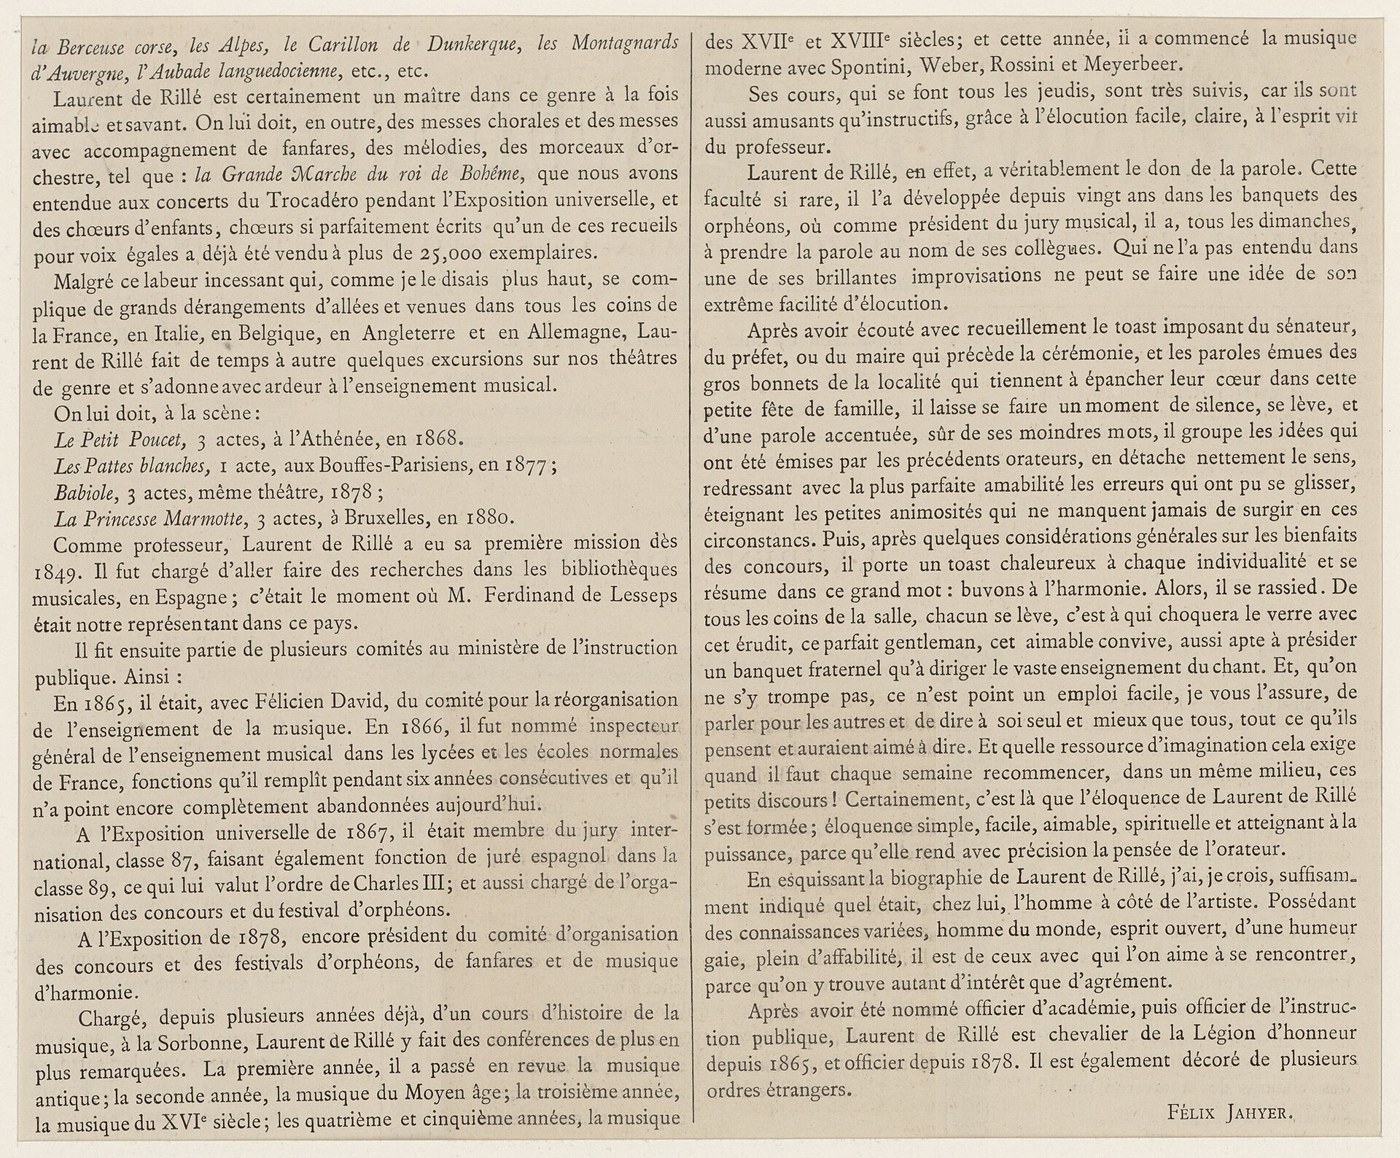 la Berceuse corse, les Alpes, le Carillon de Dunkerque, les Montagnards
d'Auvergne, l'Aubade languedocienne, etc., etc.
Laurent de Rillé est certainement un maître dans ce genre à la fois
aimable et savant. On lui doit, en outre, des messes chorales et des messes
avec accompagnement de fanfares, des mélodies, des morceaux d'or-
chestre, tel que : la Grande Marche du roi de Bohême, que nous avons
entendue aux concerts du Trocadéro pendant l'Exposition universelle, et
des chœurs d'enfants, chœurs si parfaitement écrits qu'un de ces recueils
pour voix égales a déjà été vendu à plus de 25,000 exemplaires.
Malgré ce labeur incessant qui, comme je le disais plus haut, se com-
plique de grands dérangements d'allées et venues dans tous les coins de
la France, en Italie, en Belgique, en Angleterre et en Allemagne, Lau-
rent de Rillé fait de temps à autre quelques excursions sur nos théâtres
de genre et s'adonne avec ardeur à l'enseignement musical.
On lui doit, à la scène :
Le Petit Poucet, 3 actes, à l'Athénée, en 1868.
Les Pattes blanches, 1 acte, aux Bouffes-Parisiens, en 1877 ;
Babiole, 3 actes, même théâtre, 1878 ;
La Princesse Marmotte, 3 actes, à Bruxelles, en 1880.
Comme professeur, Laurent de Rillé a eu sa première mission dès
1849. Il fut chargé d'aller faire des recherches dans les bibliothèques
musicales, en Espagne ; c'était le moment où M. Ferdinand de Lesseps
était notre représentant dans ce pays.
Il fit ensuite partie de plusieurs comités au ministère de l'instruction
publique. Ainsi :
En 1865, il était, avec Félicien David, du comité pour la réorganisation
de l'enseignement de la musique. En 1866, il fut nommé inspecteur
général de l'enseignement musical dans les lycées et les écoles normales
de France, fonctions qu'il remplît pendant six années consécutives et qu'il
n'a point encore complètement abandonnées aujourd'hui.
A l'Exposition universelle de 1867, il était membre du jury inter-
national, classe 87, faisant également fonction de juré espagnol dans la
classe 89, ce qui lui valut l'ordre de Charles III ; et aussi chargé de l'orga-
nisation des concours et du festival d'orphéons.
A l'Exposition de 1878, encore président du comité d'organisation
des concours et des festivals d'orphéons, de fanfares et de musique
d'harmonie.
Chargé, depuis plusieurs années déjà, d'un cours d'histoire de la
musique, à la Sorbonne, Laurent de Rillé y fait des conférences de plus en
plus remarquées. La première année, il a passé en revue la musique
antique ; la seconde année, la musique du Moyen âge ; la troisième année,
la musique du XVIe siècle ; les quatrième et cinquième années, la musique
des XVIIe et XVIIIe siècles ; et cette année, il a commencé la musique
moderne avec Spontini, Weber, Rossini et Meyerbeer.
Ses cours, qui se font tous les jeudis, sont très suivis, car ils sont
aussi amusants qu'instructifs, grâce à l'élocution facile, claire, à l'esprit vif
du professeur.
Laurent de Rillé, en effet, a véritablement le don de la parole. Cette
faculté si rare, il l'a développée depuis vingt ans dans les banquets des
orphéons, où comme président du jury musical, il a, tous les dimanches,
à prendre la parole au nom de ses collègues. Qui ne l'a pas entendu dans
une de ses brillantes improvisations ne peut se faire une idée de son
extrême facilité d'élocution.
Après avoir écouté avec recueillement le toast imposant du sénateur,
du préfet, ou du maire qui précède la cérémonie, et les paroles émues des
gros bonnets de la localité qui tiennent à épancher leur cœur dans cette
petite fête de famille, il laisse se faire un moment de silence, se lève, et
d'une parole accentuée, sûr de ses moindres mots, il groupe les idées qui
ont été émises par les précédents orateurs, en détache nettement le sens,
redressant avec la plus parfaite amabilité les erreurs qui ont pu se glisser,
éteignant les petites animosités qui ne manquent jamais de surgir en ces
circonstancs. Puis, après quelques considérations générales sur les bienfaits
des concours, il porte un toast chaleureux à chaque individualité et se
résume dans ce grand mot : buvons à l'harmonie. Alors, il se rassied. De
tous les coins de la salle, chacun se lève, c'est à qui choquera le verre avec
cet érudit, ce parfait gentleman, cet aimable convive, aussi apte à présider
un banquet fraternel qu'à diriger le vaste enseignement du chant. Et, qu'on
ne s'y trompe pas, ce n'est point un emploi facile, je vous l'assure, de
parler pour les autres et de dire à soi seul et mieux que tous, tout ce qu'ils
pensent et auraient aimé à dire. Et quelle ressource d'imagination cela exige
quand il faut chaque semaine recommencer, dans un même milieu, ces
petits discours ! Certainement, c'est là que l'éloquence de Laurent de Rillé
s'est formée ; éloquence simple, facile, aimable, spirituelle et atteignant à la
puissance, parce qu'elle rend avec précision la pensée de l'orateur.
En esquissant la biographie de Laurent de Rillé, j'ai, je crois, suffisam-
ment indiqué quel était, chez lui, l'homme à côté de l'artiste. Possédant
des connaissances variées, homme du monde, esprit ouvert, d'une humeur
gaie, plein d'affabilité, il est de ceux avec qui l'on aime à se rencontrer,
parce qu'on y trouve autant d'intérêt que d'agrément.
Après avoir été nommé officier d'académie, puis officier de l'instruc-
tion publique, Laurent de Rillé est chevalier de la Légion d'honneur
depuis 1865, et officier depuis 1878. Il est également décoré de plusieurs
ordres étrangers.
FÉLIX JAHYER.